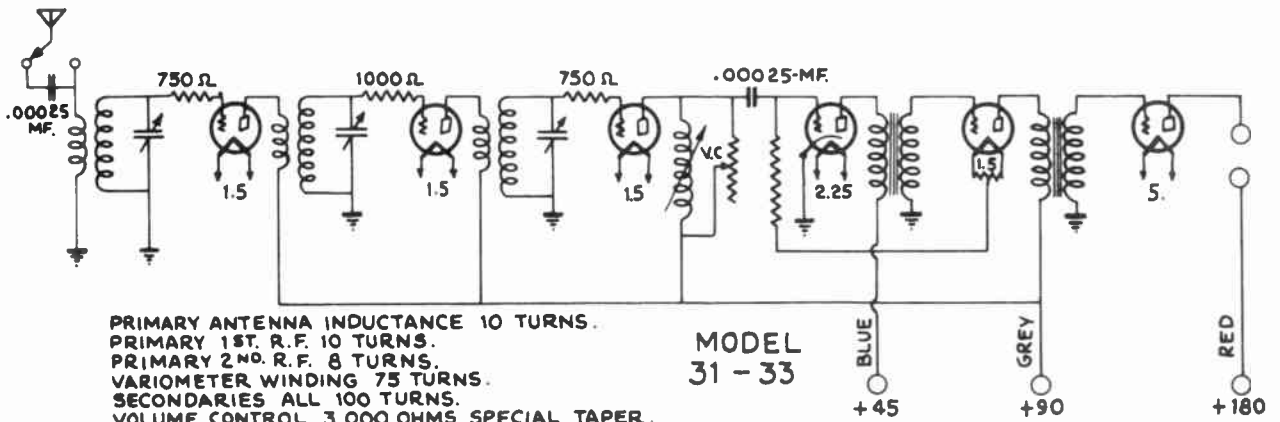 750 Ω
1000 Ω
750 Ω
.00025-MF.
.00025
MF.
V.C
1.5
1.5
1.5
2.25
1.5
5.
PRIMARY ANTENNA INDUCTANCE 10 TURNS.
PRIMARY 1ST. R.F. 10 TURNS.
PRIMARY 2ND. R.F. 8 TURNS.
VARIOMETER WINDING 75 TURNS.
SECONDARIES ALL 100 TURNS.
VOLUME CONTROL 3,000 OHMS SPECIAL TAPER.
MODEL
31-33
BLUE
GREY
RED
+45
+90
+180